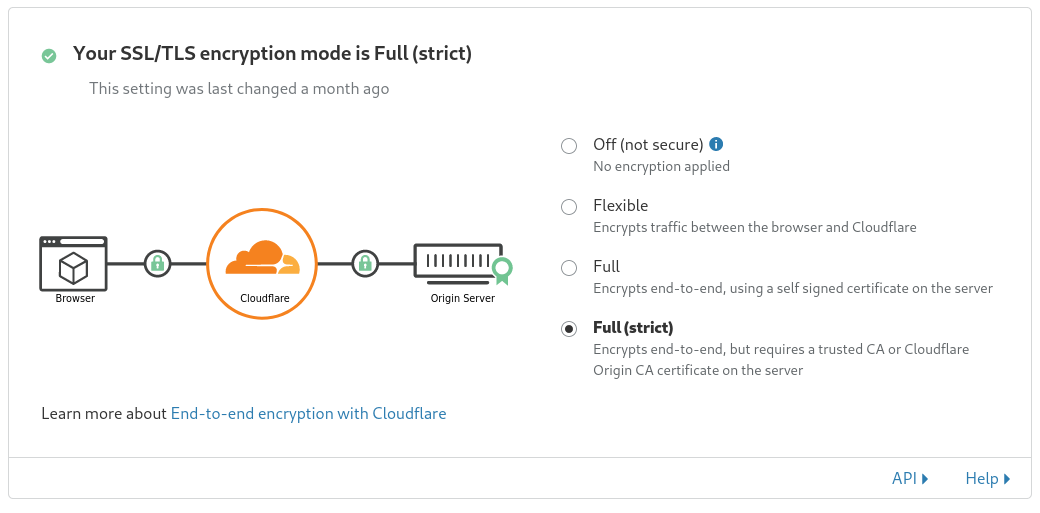 Your SSL/TLS encryption mode is Full (strict)
This setting was last changed a month ago
Browser
Cloudflare
Origin Server
Off (not secure)
No encryption applied
Flexible
Encrypts traffic between the browser and Cloudflare
Full
Encrypts end-to-end, using a self signed certificate on the server
Full (strict)
Encrypts end-to-end, but requires a trusted CA or Cloudflare
Origin CA certificate on the server
Learn more about End-to-end encryption with Cloudflare
API
Help